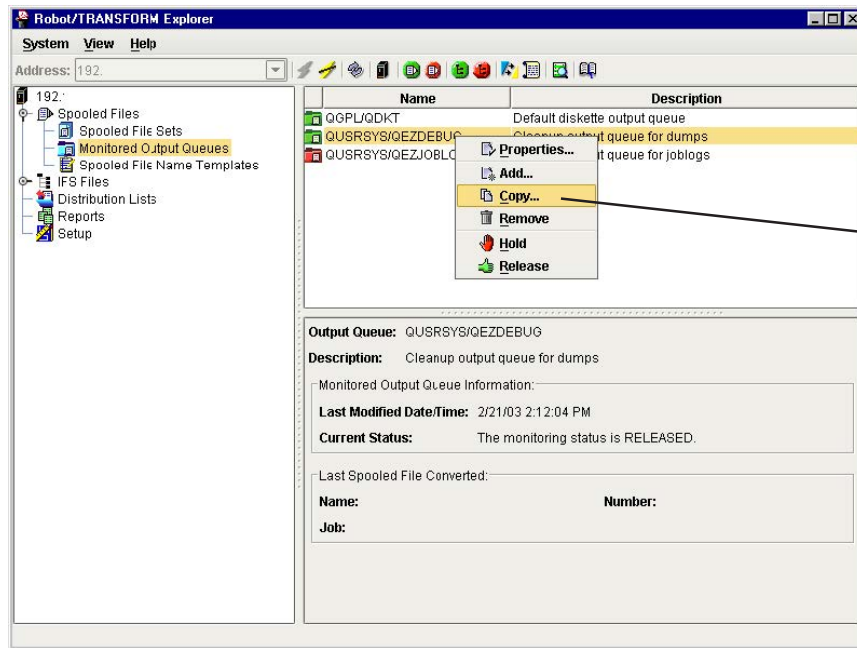 Robot/TRANSFORM Explorer
System View Help
Address: 192.
192.
Spooled Files
Spooled File Sets
Monitored Output Queues
Spooled File Name Templates
IFS Files
Distribution Lists
Reports
Setup
Name Description
QGPL/QDKT Default diskette output queue
QUSRSYS/QEZDEBUG Cleanup output queue for dumps
QUSRSYS/QEZJOBLO t queue for joblogs
Properties...
Add...
Copy...
Remove
Hold
Release
Output Queue: QUSRSYS/QEZDEBUG
Description: Cleanup output queue for dumps
Monitored Output Queue Information:
Last Modified Date/Time: 2/21/03 2:12:04 PM
Current Status: The monitoring status is RELEASED.
Last Spooled File Converted:
Name: Number:
Job: